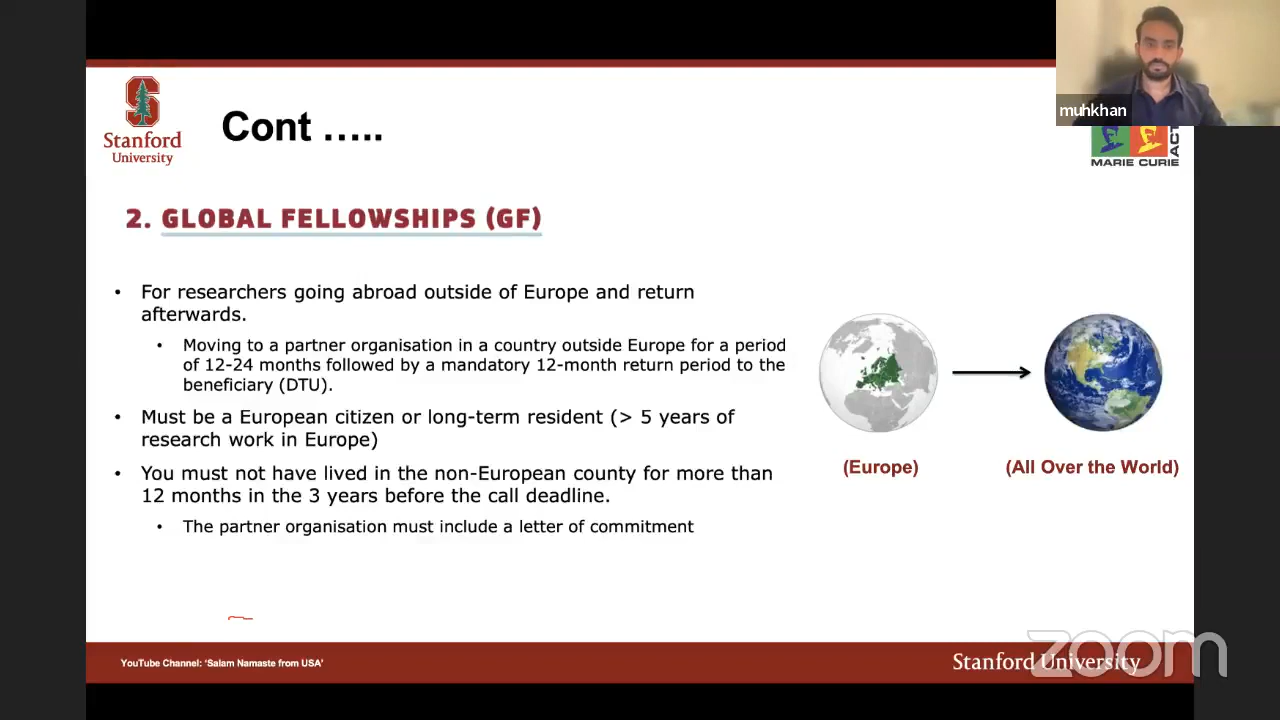 muhkhan
Stanford
University
Cont …..
MARIE CURIE
ACT
2. GLOBAL FELLOWSHIPS (GF)
• For researchers going abroad outside of Europe and return
afterwards.
• Moving to a partner organisation in a country outside Europe for a period
of 12-24 months followed by a mandatory 12-month return period to the
beneficiary (DTU).
• Must be a European citizen or long-term resident (> 5 years of
research work in Europe)
• You must not have lived in the non-European county for more than
12 months in the 3 years before the call deadline.
• The partner organisation must include a letter of commitment
(Europe)
(All Over the World)
YouTube Channel: ‘Salam Namaste from USA’
Stanford University
zoom